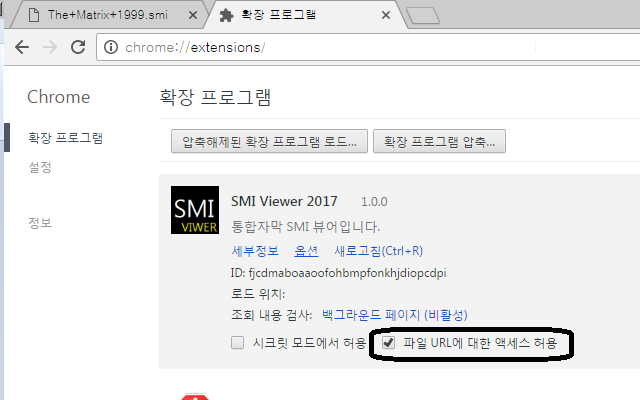 The+Matrix+1999.smi
확장 프로그램
chrome://extensions/
Chrome
확장 프로그램
확장 프로그램
설정
정보
압축해제된 확장 프로그램 로드...
확장 프로그램 압축...
SMI
VIWER
SMI Viewer 2017 1.0.0
통합자막 SMI 뷰어입니다.
세부정보 옵션 새로고침(Ctrl+R)
ID: fjcdmaboaaoofohbmpfonkhjdiopcdpi
로드 위치:
조회 내용 검사: 백그라운드 페이지 (비활성)
시크릿 모드에서 허용
파일 URL에 대한 액세스 허용